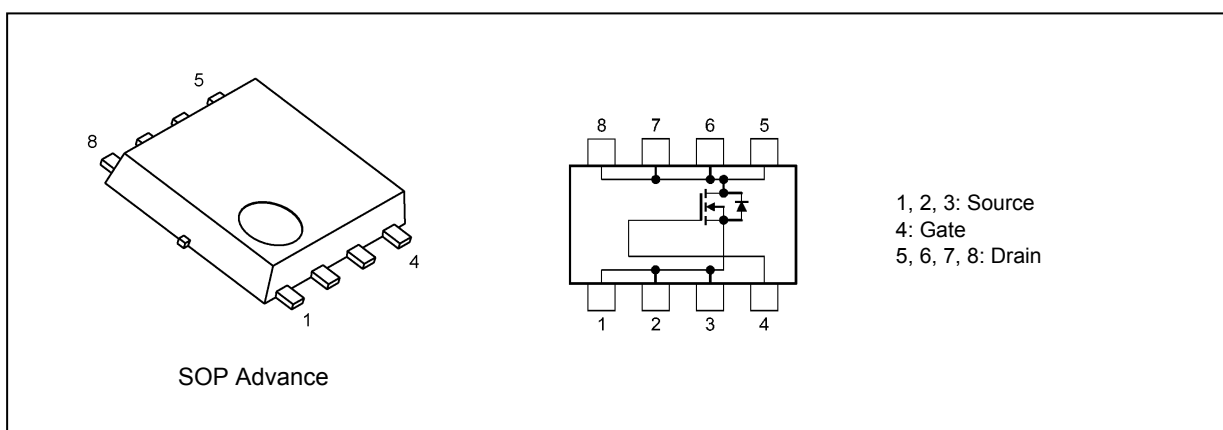 5
8
4
1
SOP Advance
8 7 6 5
1 2 3 4
1, 2, 3: Source
4: Gate
5, 6, 7, 8: Drain